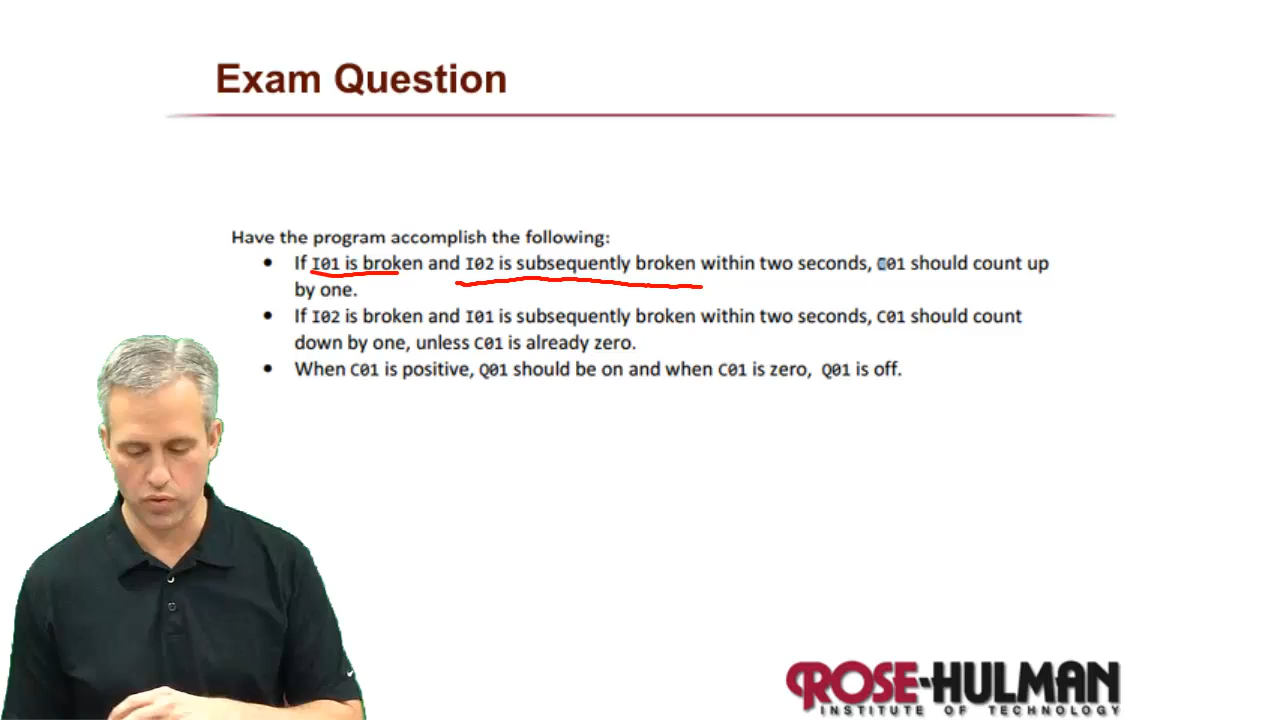 Exam Question
Have the program accomplish the following:
• If I01 is broken and I02 is subsequently broken within two seconds, C01 should count up
by one.
• If I02 is broken and I01 is subsequently broken within two seconds, C01 should count
down by one, unless C01 is already zero.
• When C01 is positive, Q01 should be on and when C01 is zero, Q01 is off.
ROSE-HULMAN
INSTITUTE OF TECHNOLOGY